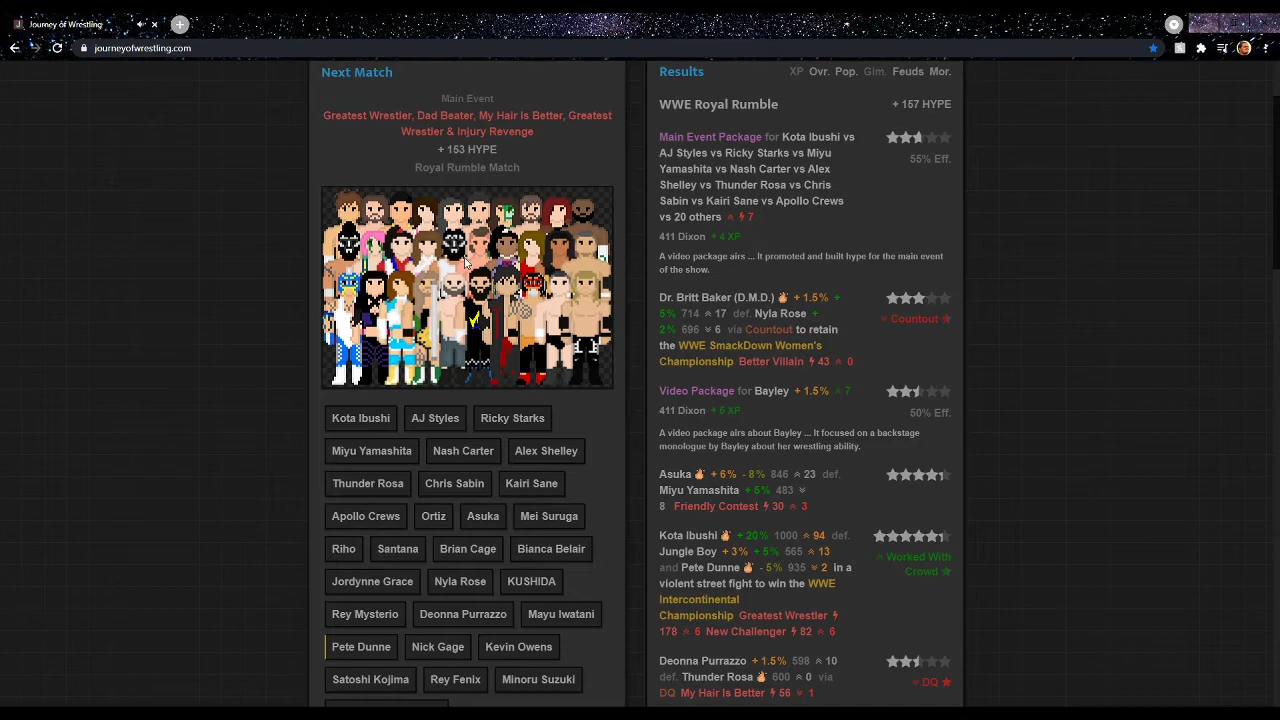 Journey of Wrestling
journeyofwrestling.com
Next Match
Main Event
Greatest Wrestler, Dad Beater, My Hair Is Better, Greatest
Wrestler & Injury Revenge
+ 153 HYPE
Royal Rumble Match
Kota Ibushi
AJ Styles
Ricky Starks
Miyu Yamashita
Nash Carter
Alex Shelley
Thunder Rosa
Chris Sabin
Kairi Sane
Apollo Crews
Ortiz
Asuka
Mei Suruga
Riho
Santana
Brian Cage
Bianca Belair
Jordynne Grace
Nyla Rose
KUSHIDA
Rey Mysterio
Deonna Purrazzo
Mayu Iwatani
Pete Dunne
Nick Gage
Kevin Owens
Satoshi Kojima
Rey Fenix
Minoru Suzuki
Results
XP Ovr. Pop. Gim. Feuds Mor.
WWE Royal Rumble
+ 157 HYPE
Main Event Package for Kota Ibushi vs
AJ Styles vs Ricky Starks vs Miyu
Yamashita vs Nash Carter vs Alex
Shelley vs Thunder Rosa vs Chris
Sabin vs Kairi Sane vs Apollo Crews
vs 20 others 7
55% Eff.
411 Dixon + 4 XP
A video package airs ... It promoted and built hype for the main event
of the show.
Dr. Britt Baker (D.M.D.) + 1.5% +
5% 714 17 def. Nyla Rose +
2% 696 6 via Countout to retain
the WWE SmackDown Women's
Championship Better Villain 43 0
Countout
Video Package for Bayley + 1.5% 7
411 Dixon + 5 XP
50% Eff.
A video package airs about Bayley ... It focused on a backstage
monologue by Bayley about her wrestling ability.
Asuka + 6% - 8% 846 23 def.
Miyu Yamashita + 5% 483
8 Friendly Contest 30 3
Kota Ibushi + 20% 1000 94 def.
Jungle Boy + 3% + 5% 565 13
and Pete Dunne - 5% 935 2 in a
violent street fight to win the WWE
Intercontinental
Championship Greatest Wrestler
178 6 New Challenger 82 6
Worked With
Crowd
Deonna Purrazzo + 1.5% 598 10
def. Thunder Rosa 600 0 via
DQ My Hair Is Better 56 1
DQ